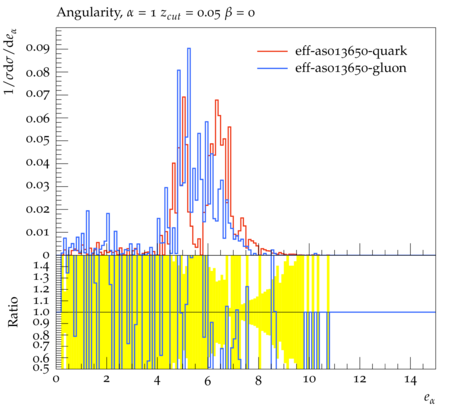 Angularity, α = 1 z_cut = 0.05 β = 0
1/σdσ/de_α
eff-as013650-quark
eff-as013650-gluon
0.09
0.08
0.07
0.06
0.05
0.04
0.03
0.02
0.01
0
Ratio
1.4
1.3
1.2
1.1
1.0
0.9
0.8
0.7
0.6
0.5
0 2 4 6 8 10 12 14
e_α